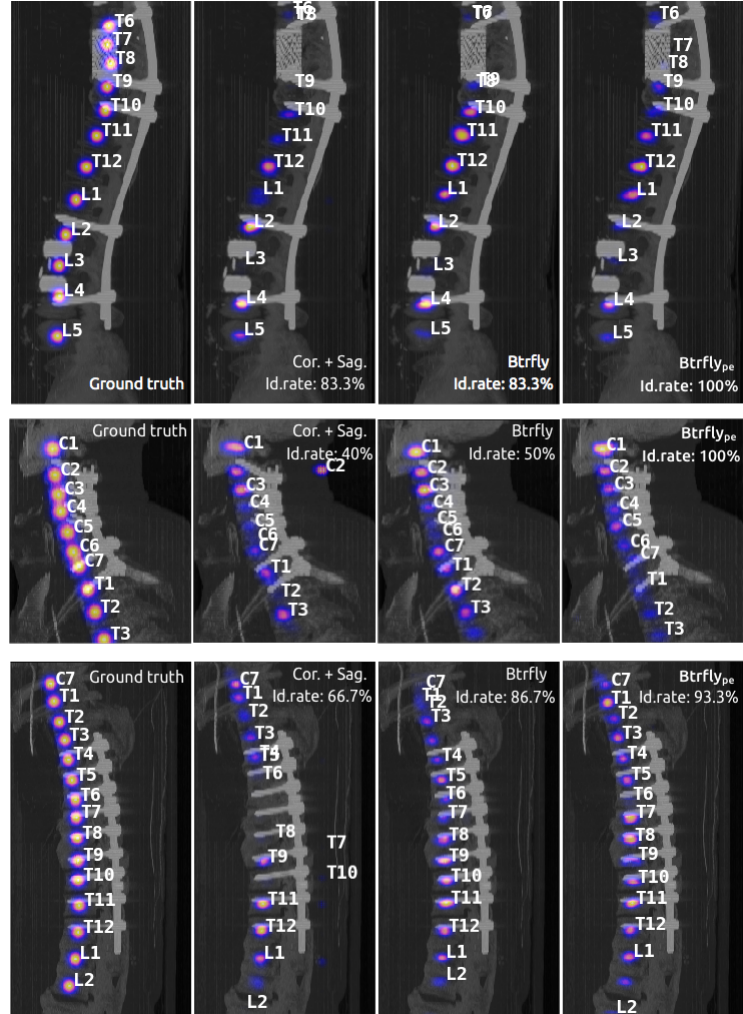 T6
T7
T8
T9
T10
T11
T12
L1
L2
L3
L4
L5
Ground truth
T6
T8
T9
T10
T11
T12
L1
L2
L3
L4
L5
Cor. + Sag.
Id.rate: 83.3%
T6
T8
T9
T10
T11
T12
L1
L2
L3
L4
L5
Btrfly
Id.rate: 83.3%
T6
T7
T8
T9
T10
T11
T12
L1
L2
L3
L4
L5
Btrflype
Id.rate: 100%
Ground truth
C1
C2
C3
C4
C5
C6
C7
T1
T2
T3
Cor. + Sag.
Id.rate: 40%
C1
C2
C3
C4
C5
C6
C7
T1
T3
Btrfly
Id.rate: 50%
C1
C2
C3
C4
C5
C6
C7
T1
T2
T3
Btrflype
Id.rate: 100%
C1
C2
C3
C4
C5
C6
C7
T1
T2
T3
Ground truth
C7
T1
T2
T3
T4
T5
T6
T7
T8
T9
T10
T11
T12
L1
L2
Cor. + Sag.
Id.rate: 66.7%
C7
T1
T2
T3
T4
T5
T6
T8
T7
T9
T10
T11
T12
L1
L2
Btrfly
Id.rate: 86.7%
C7
T1
T2
T3
T4
T5
T6
T7
T8
T9
T10
T11
T12
L1
L2
Btrflype
Id.rate: 93.3%
C7
T1
T2
T3
T4
T5
T6
T7
T8
T9
T10
T11
T12
L1
L2